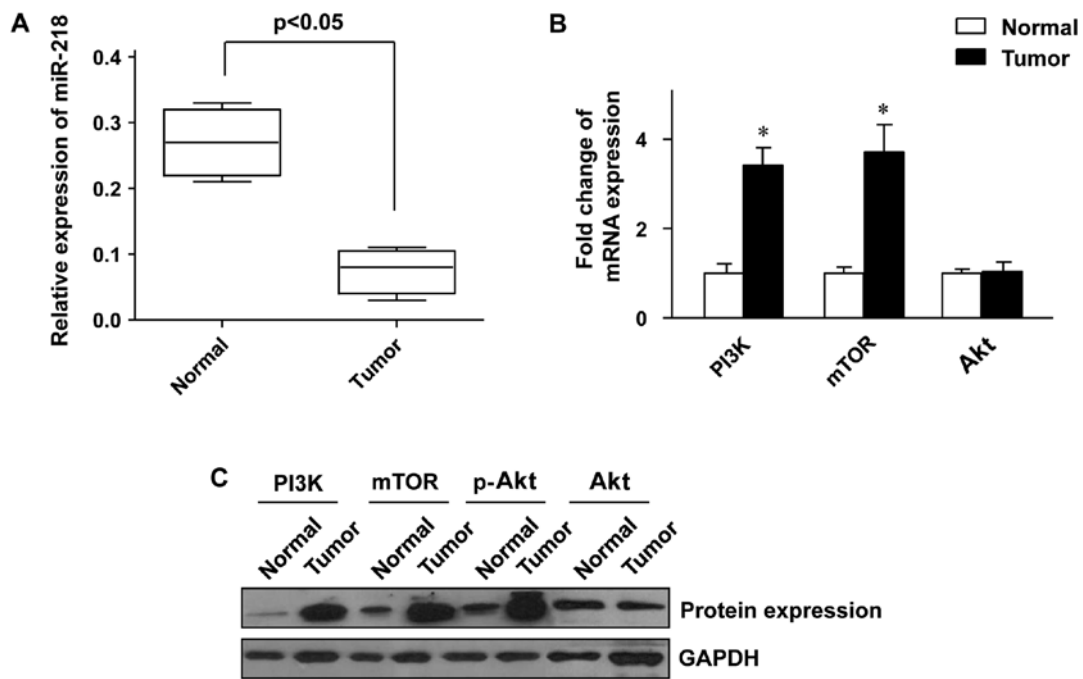 A
p<0.05
Relative expression of miR-218
0.4
0.3
0.2
0.1
0.0
Normal
Tumor
B
Normal
Tumor
Fold change of
mRNA expression
4
2
0
*
*
PI3K
mTOR
Akt
C
PI3K mTOR p-Akt Akt
Normal Tumor Normal Tumor Normal Tumor Normal Tumor
Protein expression
GAPDH